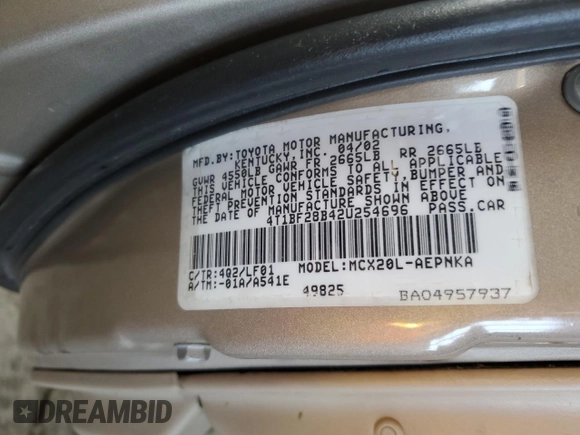 MFD.BY:TOYOTA MOTOR MANUFACTURING,
KENTUCKY, INC. 04/02
GVWR 4550LB GAWR FR 2665LB RR 2665LB
THIS VEHICLE CONFORMS TO ALL APPLICABLE
FEDERAL MOTOR VEHICLE SAFETY, BUMPER AND
THEFT PREVENTION STANDARDS IN EFFECT ON
THE DATE OF MANUFACTURE SHOWN ABOVE
4T1BF28B42U254696 PASS.CAR
C/TR:4Q2/LF01 MODEL:MCX20L-AEPNKA
A/TM:-01A/A541E
49825
BA04957937
DREAMBID